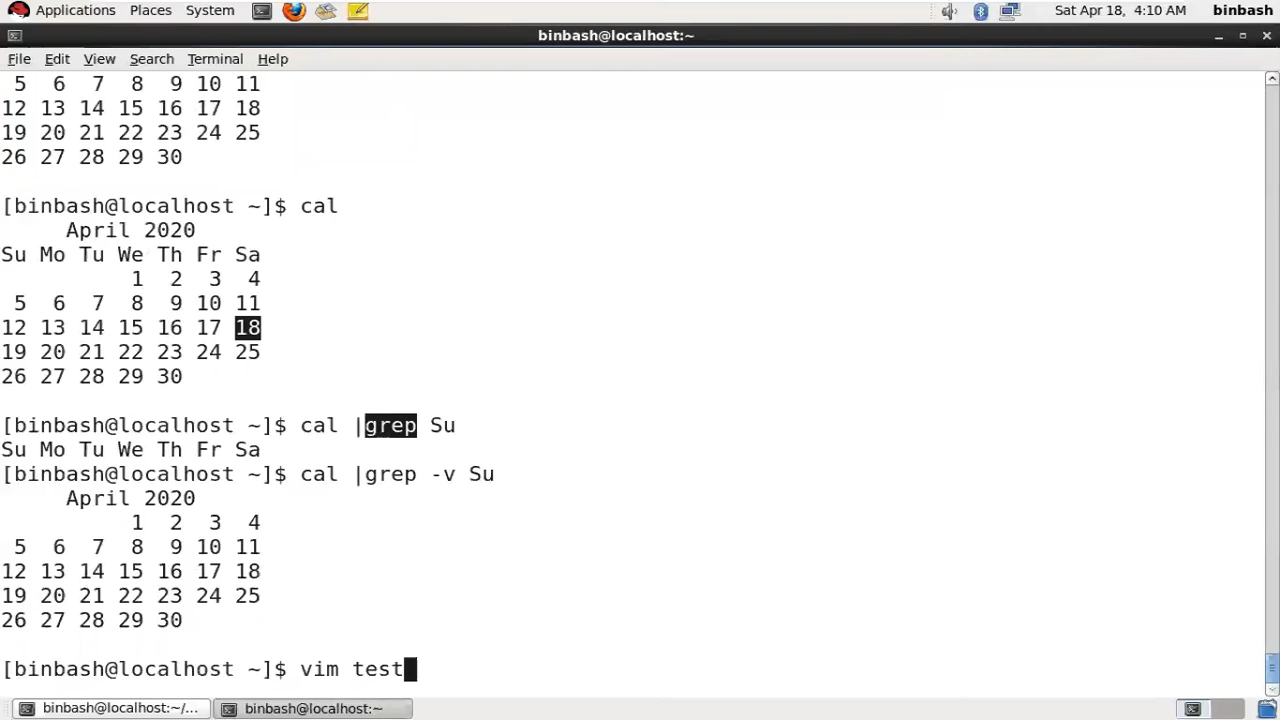 Applications Places System Sat Apr 18, 4:10 AM binbash
binbash@localhost:~
File Edit View Search Terminal Help
5 6 7 8 9 10 11
12 13 14 15 16 17 18
19 20 21 22 23 24 25
26 27 28 29 30
[binbash@localhost ~]$ cal
April 2020
Su Mo Tu We Th Fr Sa
1 2 3 4
5 6 7 8 9 10 11
12 13 14 15 16 17 18
19 20 21 22 23 24 25
26 27 28 29 30
[binbash@localhost ~]$ cal |grep Su
Su Mo Tu We Th Fr Sa
[binbash@localhost ~]$ cal |grep -v Su
April 2020
1 2 3 4
5 6 7 8 9 10 11
12 13 14 15 16 17 18
19 20 21 22 23 24 25
26 27 28 29 30
[binbash@localhost ~]$ vim test
binbash@localhost:~/... binbash@localhost:~